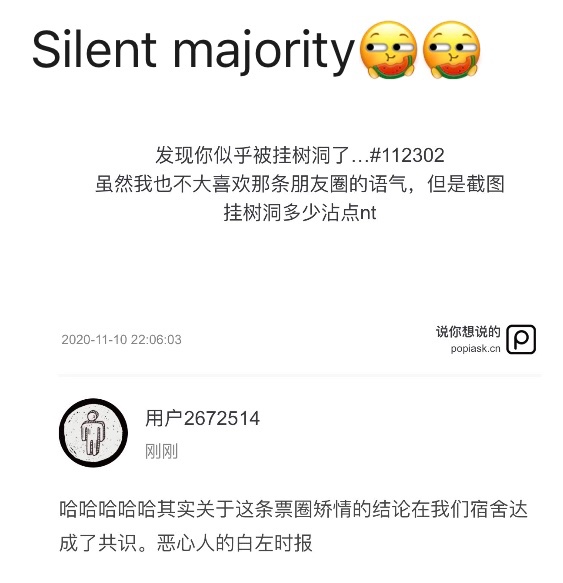 Silent majority
发现你似乎被挂树洞了…#112302
虽然我也不大喜欢那条朋友圈的语气，但是截图
挂树洞多少沾点nt
2020-11-10 22:06:03
说你想说的
popiask.cn
用户2672514
刚刚
哈哈哈哈哈其实关于这条票圈矫情的结论在我们宿舍达
成了共识。恶心人的白左时报